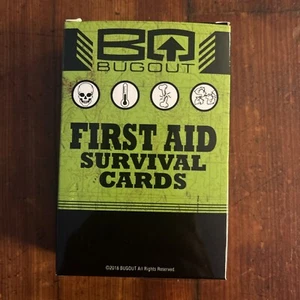 BO
BUGOUT
FIRST AID
SURVIVAL
CARDS
©2018 BUGOUT All Rights Reserved